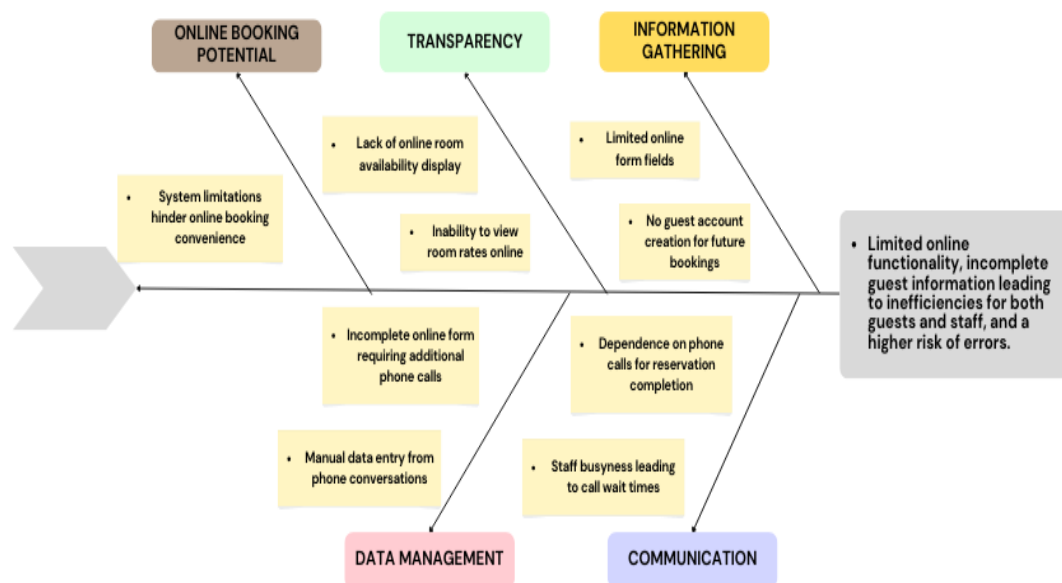 ONLINE BOOKING
POTENTIAL
TRANSPARENCY
INFORMATION
GATHERING
• System limitations
hinder online booking
convenience
• Lack of online room
availability display
• Inability to view
room rates online
• Limited online
form fields
• No guest account
creation for future
bookings
• Limited online
functionality, incomplete
guest information leading
to inefficiencies for both
guests and staff, and a
higher risk of errors.
• Incomplete online form
requiring additional
phone calls
• Manual data entry from
phone conversations
• Dependence on phone
calls for reservation
completion
• Staff busyness leading
to call wait times
DATA MANAGEMENT
COMMUNICATION